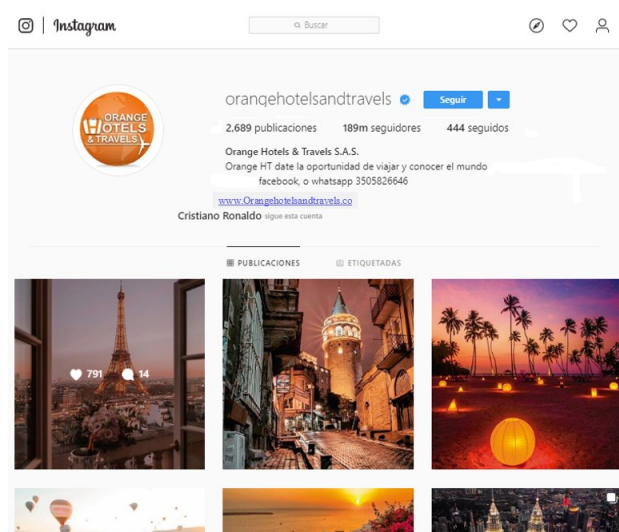 Instagram
Buscar
orangehotelsandtravels
Seguir
2,689 publicaciones 189m seguidores 444 seguidos
ORANGE
HOTELS
& TRAVELS
Orange Hotels & Travels S.A.S.
Orange HT date la oportunidad de viajar y conocer el mundo
facebook, o whatsapp 3505826646
www.Orangehotelsandtravels.co
Cristiano Ronaldo sigue esta cuenta
PUBLICACIONES ETIQUETADAS
791 14